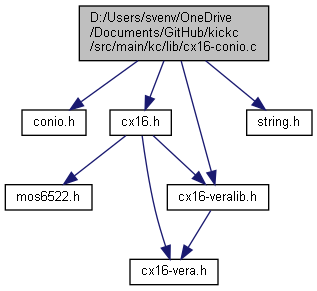 D:/Users/svenv/OneDrive
/Documents/GitHub/kickc
/src/main/kc/lib/cx16-conio.c
conio.h
cx16.h
string.h
mos6522.h
cx16-veralib.h
cx16-vera.h